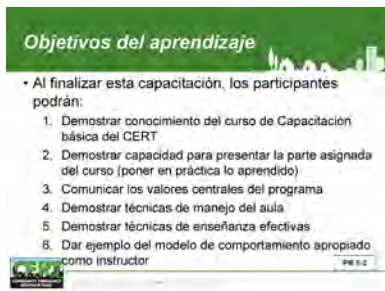 Objetivos del aprendizaje
• Al finalizar esta capacitación, los participantes
podrán:
1. Demostrar conocimiento del curso de Capacitación
básica del CERT
2. Demostrar capacidad para presentar la parte asignada
del curso (poner en práctica lo aprendido)
3. Comunicar los valores centrales del programa
4. Demostrar técnicas de manejo del aula
5. Demostrar técnicas de enseñanza efectivas
6. Dar ejemplo del modelo de comportamiento apropiado
como instructor
CERT